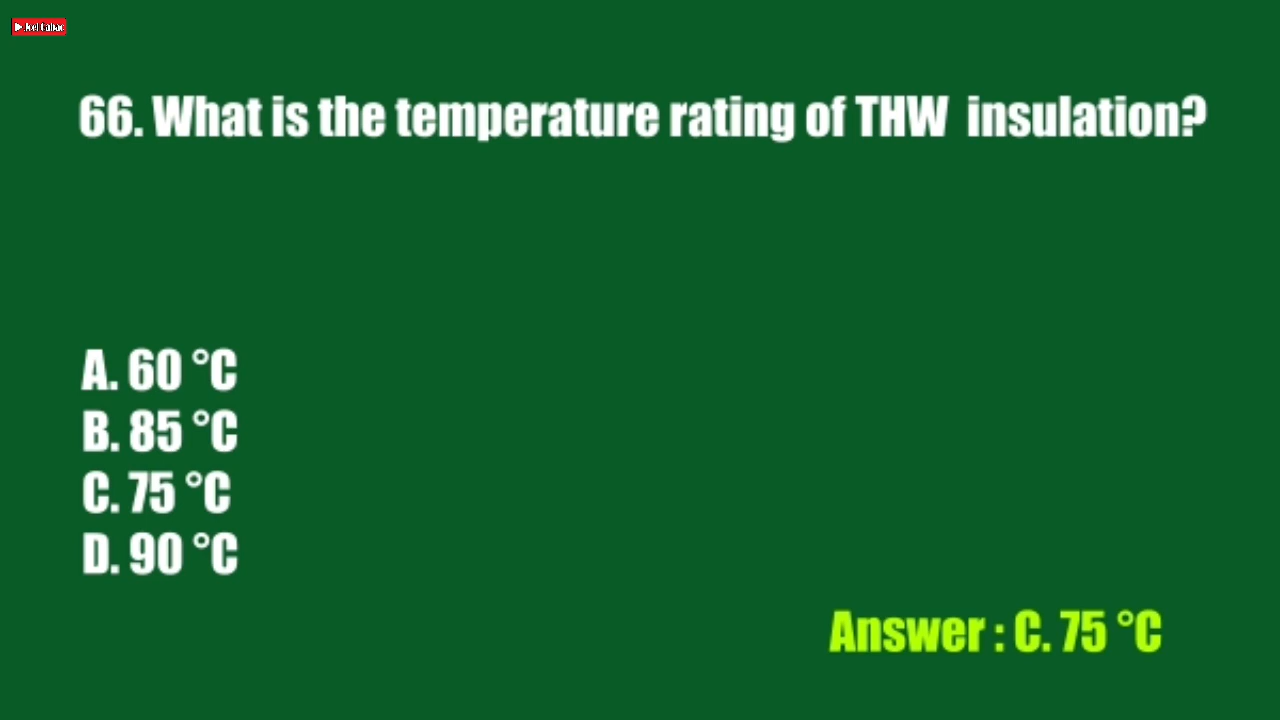 66. What is the temperature rating of THW insulation?
A. 60 °C
B. 85 °C
C. 75 °C
D. 90 °C
Answer : C. 75 °C